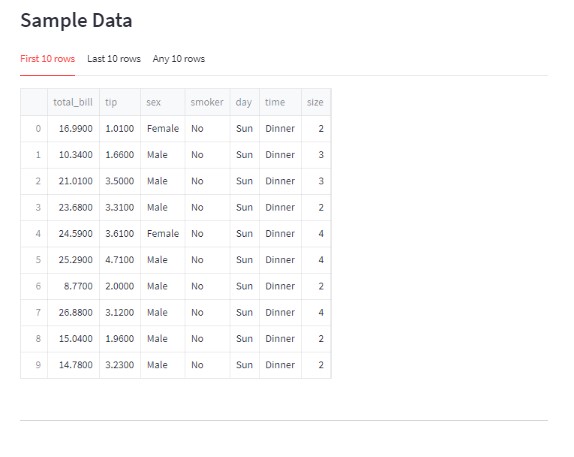 Sample Data
First 10 rows Last 10 rows Any 10 rows
total_bill tip sex smoker day time size
0 16.9900 1.0100 Female No Sun Dinner 2
1 10.3400 1.6600 Male No Sun Dinner 3
2 21.0100 3.5000 Male No Sun Dinner 3
3 23.6800 3.3100 Male No Sun Dinner 2
4 24.5900 3.6100 Female No Sun Dinner 4
5 25.2900 4.7100 Male No Sun Dinner 4
6 8.7700 2.0000 Male No Sun Dinner 2
7 26.8800 3.1200 Male No Sun Dinner 4
8 15.0400 1.9600 Male No Sun Dinner 2
9 14.7800 3.2300 Male No Sun Dinner 2